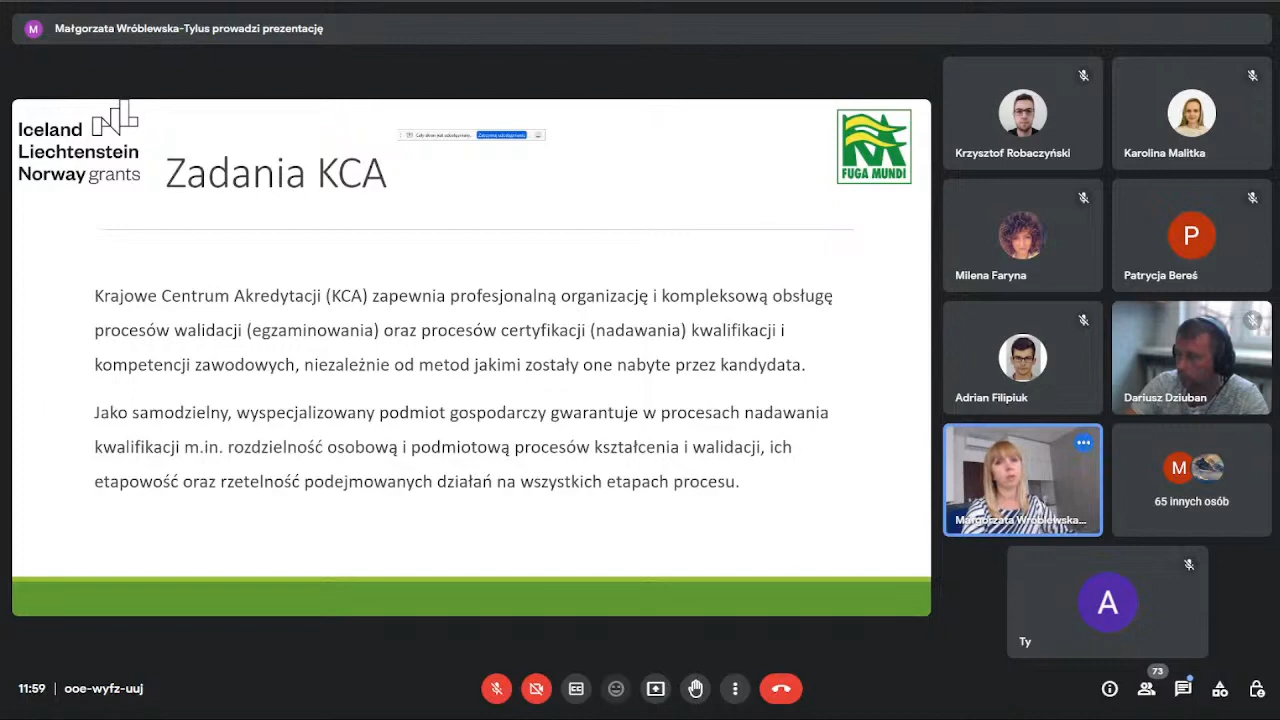 M Małgorzata Wróblewska-Tylus prowadzi prezentację
Iceland
Liechtenstein
Norway grants
Zadania KCA
FUGA MUNDI
Krajowe Centrum Akredytacji (KCA) zapewnia profesjonalną organizację i kompleksową obsługę
procesów walidacji (egzaminowania) oraz procesów certyfikacji (nadawania) kwalifikacji i
kompetencji zawodowych, niezależnie od metod jakimi zostały one nabyte przez kandydata.
Jako samodzielny, wyspecjalizowany podmiot gospodarczy gwarantuje w procesach nadawania
kwalifikacji m.in. rozdzielność osobową i podmiotową procesów kształcenia i walidacji, ich
etapowość oraz rzetelność podejmowanych działań na wszystkich etapach procesu.
Krzysztof Robaczyński
Karolina Malitka
Milena Faryna
P
Patrycja Bereś
Adrian Filipiuk
Dariusz Dziuban
Małgorzata Wróblewska...
M
65 innych osób
A
Ty
11:59 ooe-wyfz-uuj
73